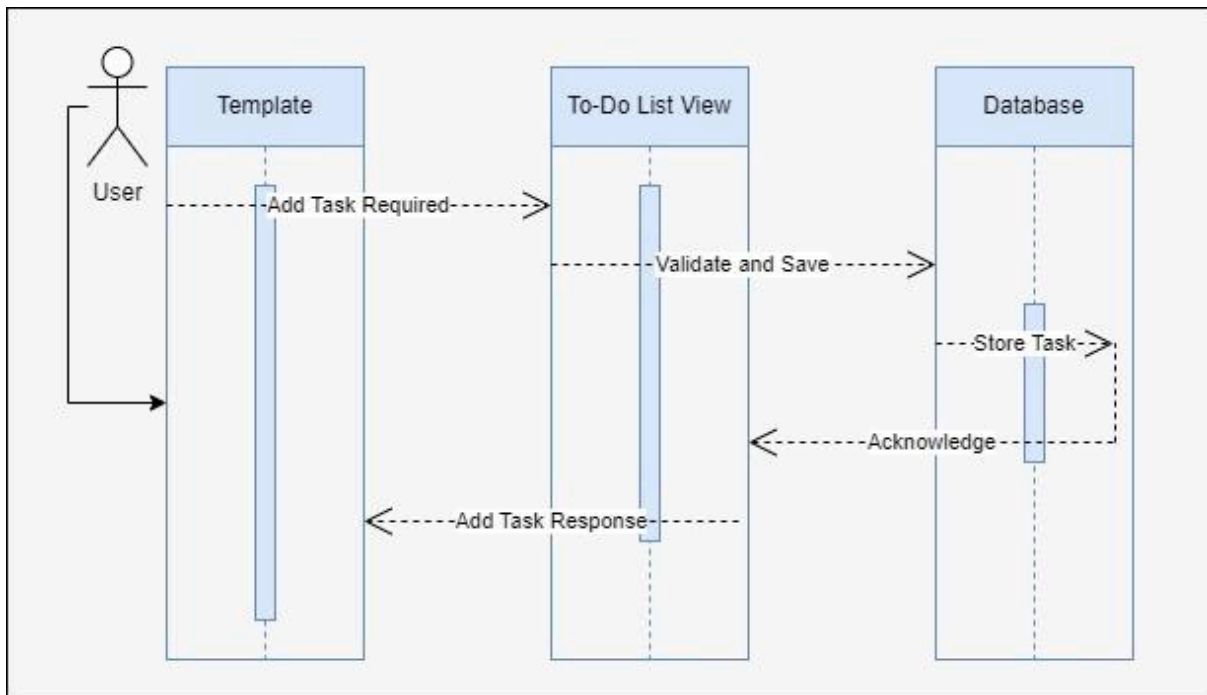 Template
To-Do List View
Database
User
Add Task Required
Validate and Save
Store Task
Acknowledge
Add Task Response